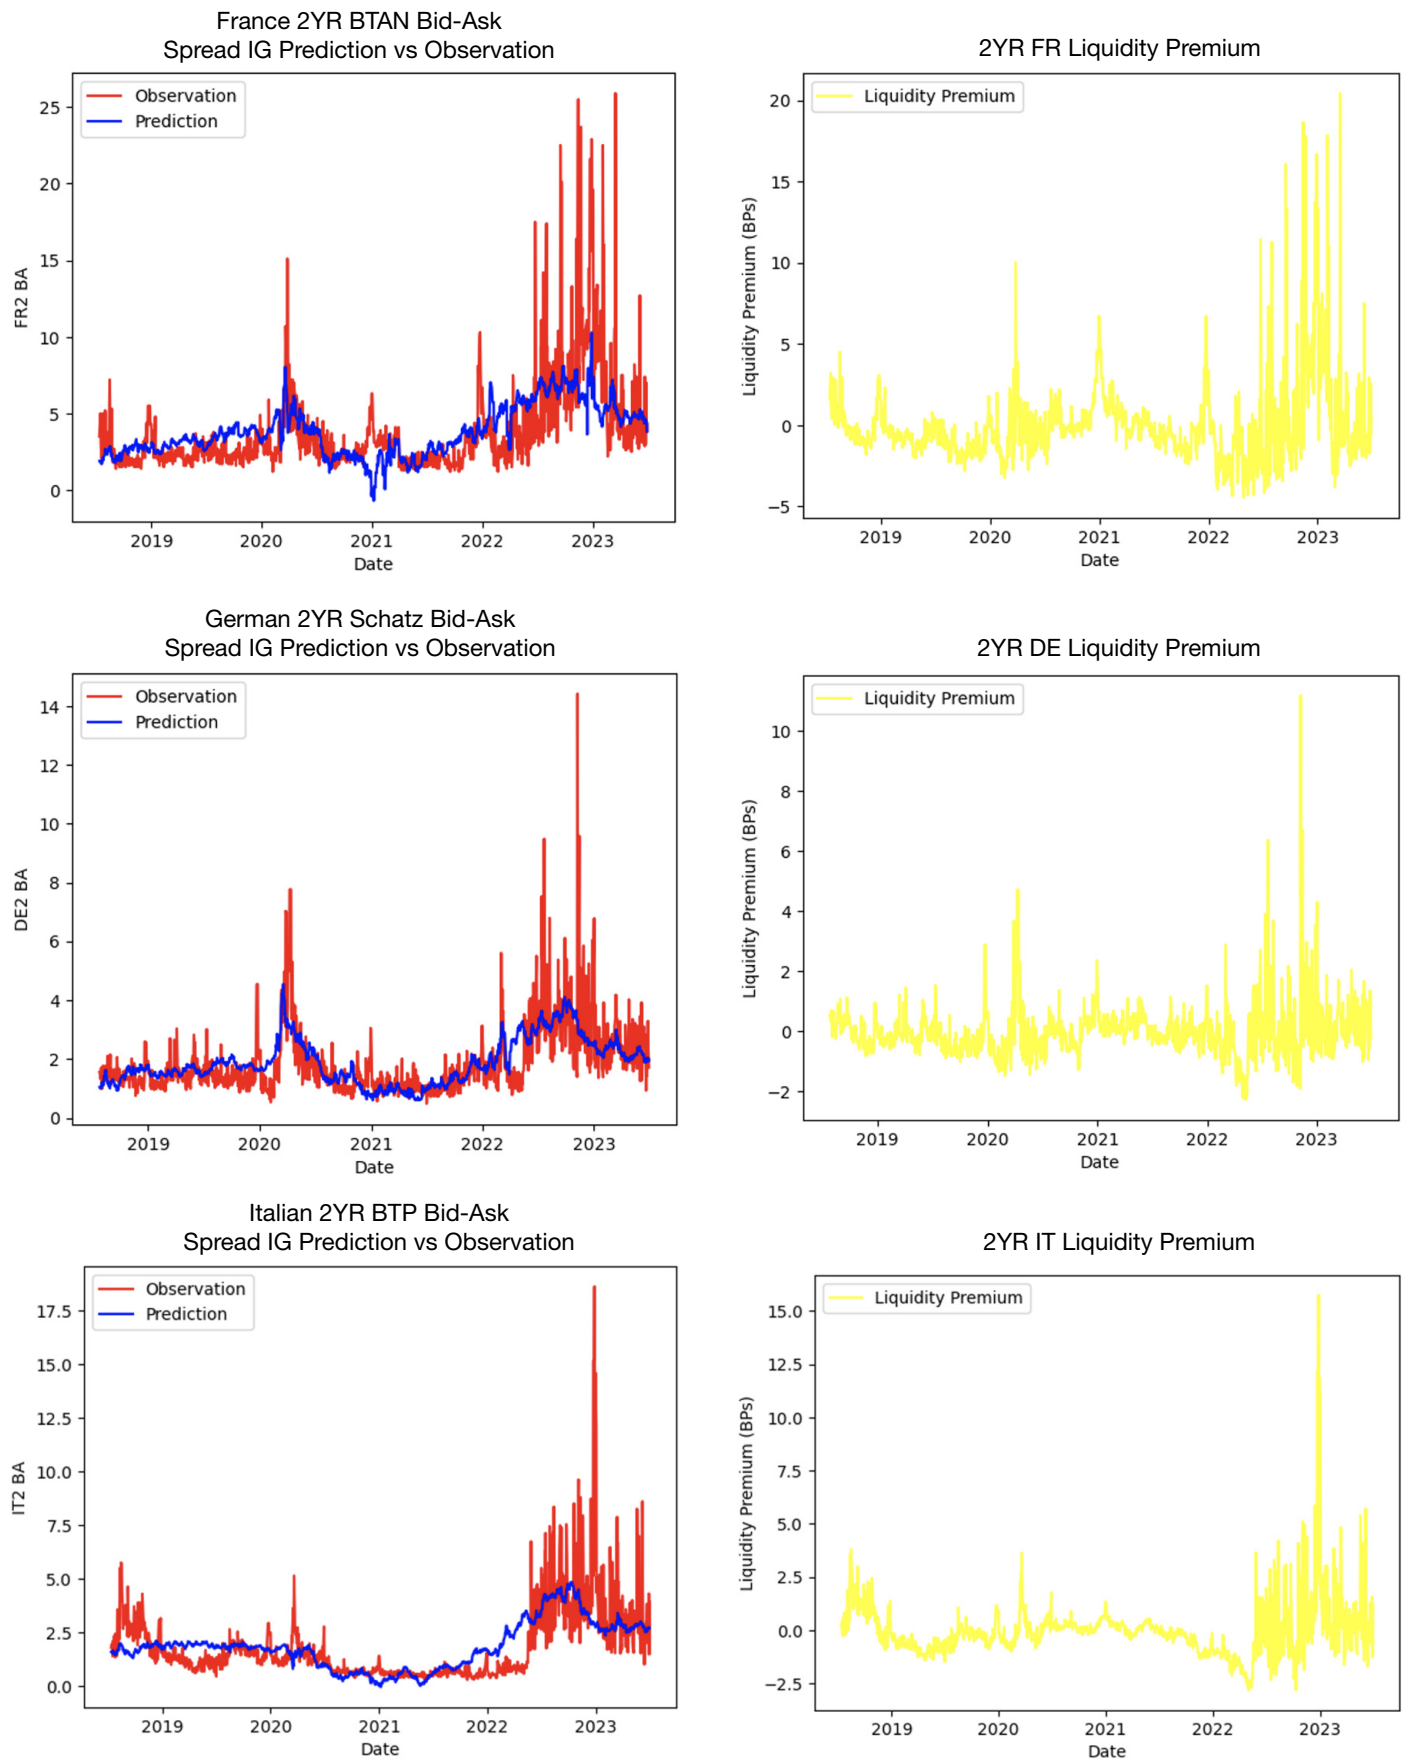 France 2YR BTAN Bid-Ask
Spread IG Prediction vs Observation
Observation
Prediction
25
20
15
10
5
0
FR2 BA
2019
2020
2021
2022
2023
Date
2YR FR Liquidity Premium
Liquidity Premium
20
15
10
5
0
−5
Liquidity Premium (BPs)
2019
2020
2021
2022
2023
Date
German 2YR Schatz Bid-Ask
Spread IG Prediction vs Observation
Observation
Prediction
14
12
10
8
6
4
2
0
DE2 BA
2019
2020
2021
2022
2023
Date
2YR DE Liquidity Premium
Liquidity Premium
10
8
6
4
2
0
−2
Liquidity Premium (BPs)
2019
2020
2021
2022
2023
Date
Italian 2YR BTP Bid-Ask
Spread IG Prediction vs Observation
Observation
Prediction
17.5
15.0
12.5
10.0
7.5
5.0
2.5
0.0
IT2 BA
2019
2020
2021
2022
2023
Date
2YR IT Liquidity Premium
Liquidity Premium
15.0
12.5
10.0
7.5
5.0
2.5
0.0
−2.5
Liquidity Premium (BPs)
2019
2020
2021
2022
2023
Date